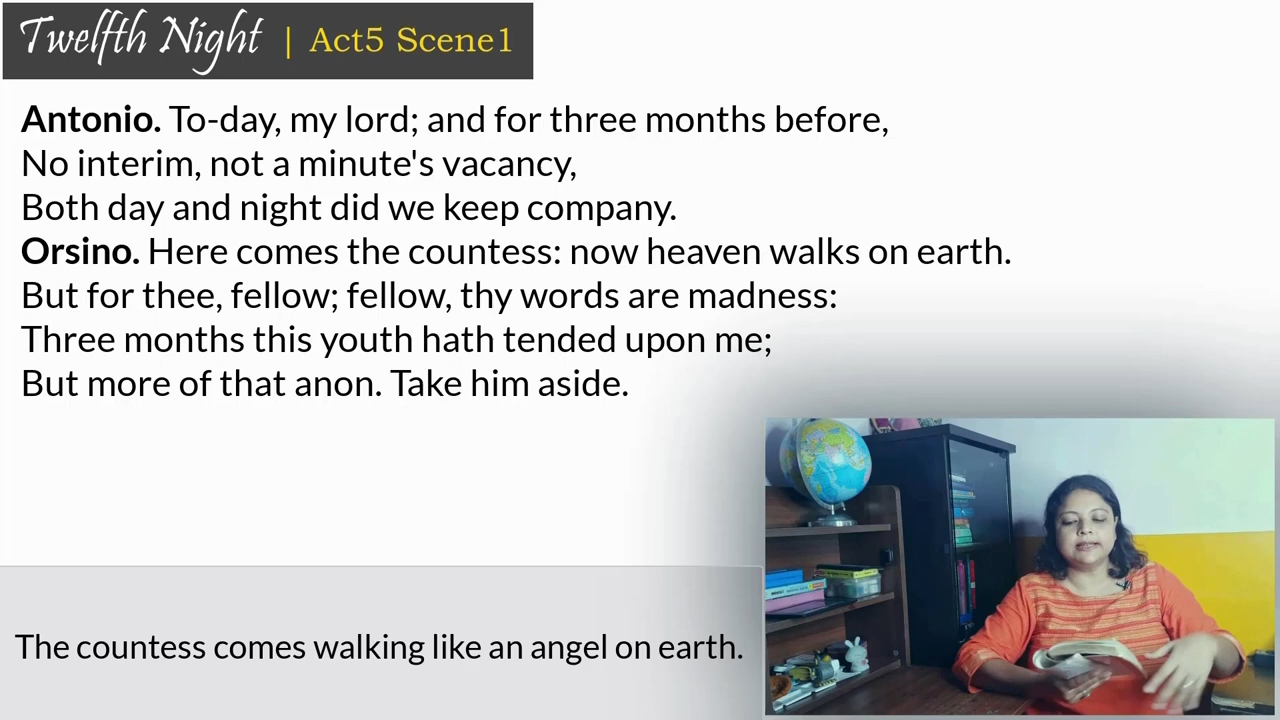 Twelfth Night | Act5 Scene1
Antonio. To-day, my lord; and for three months before,
No interim, not a minute's vacancy,
Both day and night did we keep company.
Orsino. Here comes the countess: now heaven walks on earth.
But for thee, fellow; fellow, thy words are madness:
Three months this youth hath tended upon me;
But more of that anon. Take him aside.
The countess comes walking like an angel on earth.